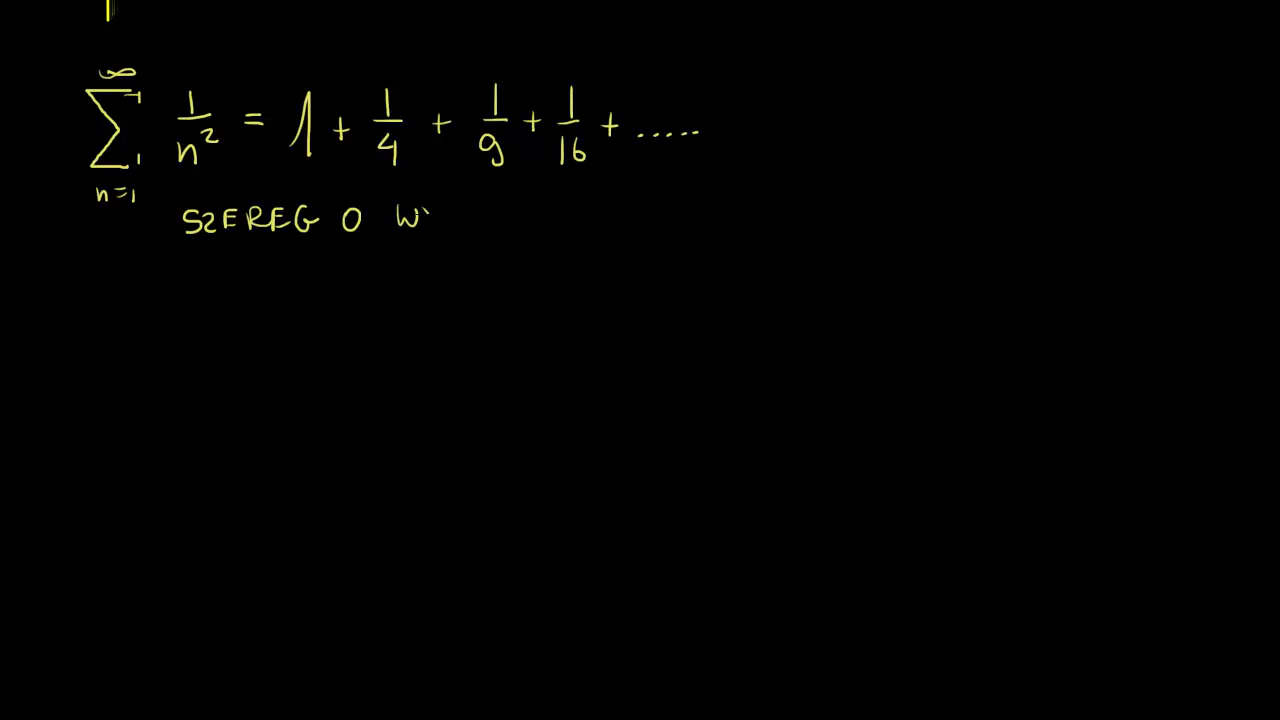 ∑_{n=1}^{∞} 1/n² = 1 + 1/4 + 1/9 + 1/16 + .....
SZEREG O W